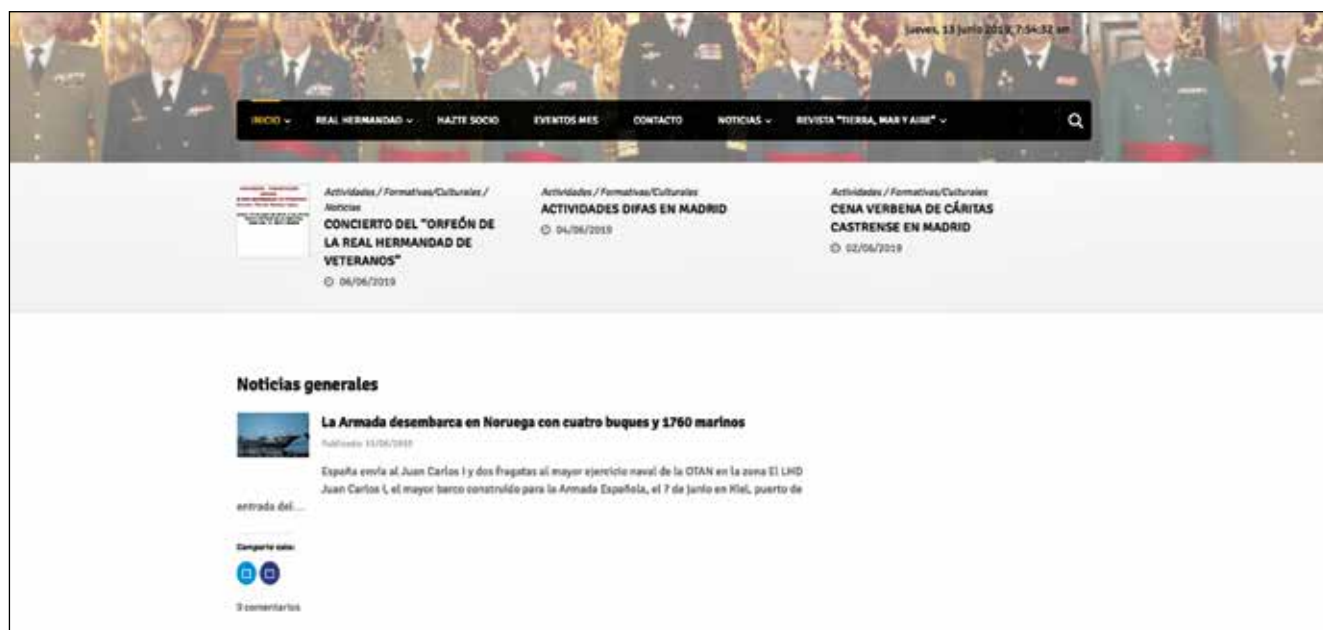 jueves, 13 junio 2019, 7:54:32 am
INICIO
REAL HERMANDAD
HAZTE SOCIO
EVENTOS MES
CONTACTO
NOTICIAS
REVISTA "TIERRA, MAR Y AIRE"
Actividades / Formativas/Culturales /
Noticias
CONCIERTO DEL "ORFEÓN DE
LA REAL HERMANDAD DE
VETERANOS"
06/06/2019
Actividades / Formativas/Culturales
ACTIVIDADES DIFAS EN MADRID
04/06/2019
Actividades / Formativas/Culturales
CENA VERBENA DE CÁRITAS
CASTRENSE EN MADRID
02/06/2019
Noticias generales
La Armada desembarca en Noruega con cuatro buques y 1760 marinos
Publicado:
España envía al Juan Carlos I y dos fragatas al mayor ejercicio naval de la OTAN en la zona El LHD
Juan Carlos I, el mayor barco construido para la Armada Española, el 7 de junio en Kiel, puerto de
entrada del…
Comparte esto:
comentarios